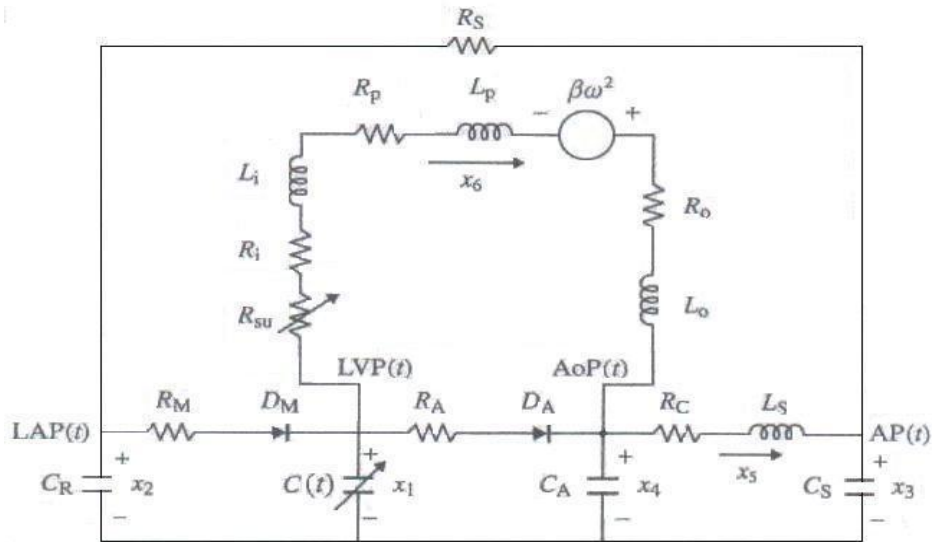 R_S
R_p
L_p
− βω² +
x_6
L_i
R_i
R_su
R_o
L_o
LVP(t)
AoP(t)
LAP(t)
R_M
D_M
R_A
D_A
R_C
L_S
AP(t)
x_5
C_R
+
x_2
−
C(t)
+
x_1
−
C_A
+
x_4
−
C_S
+
x_3
−